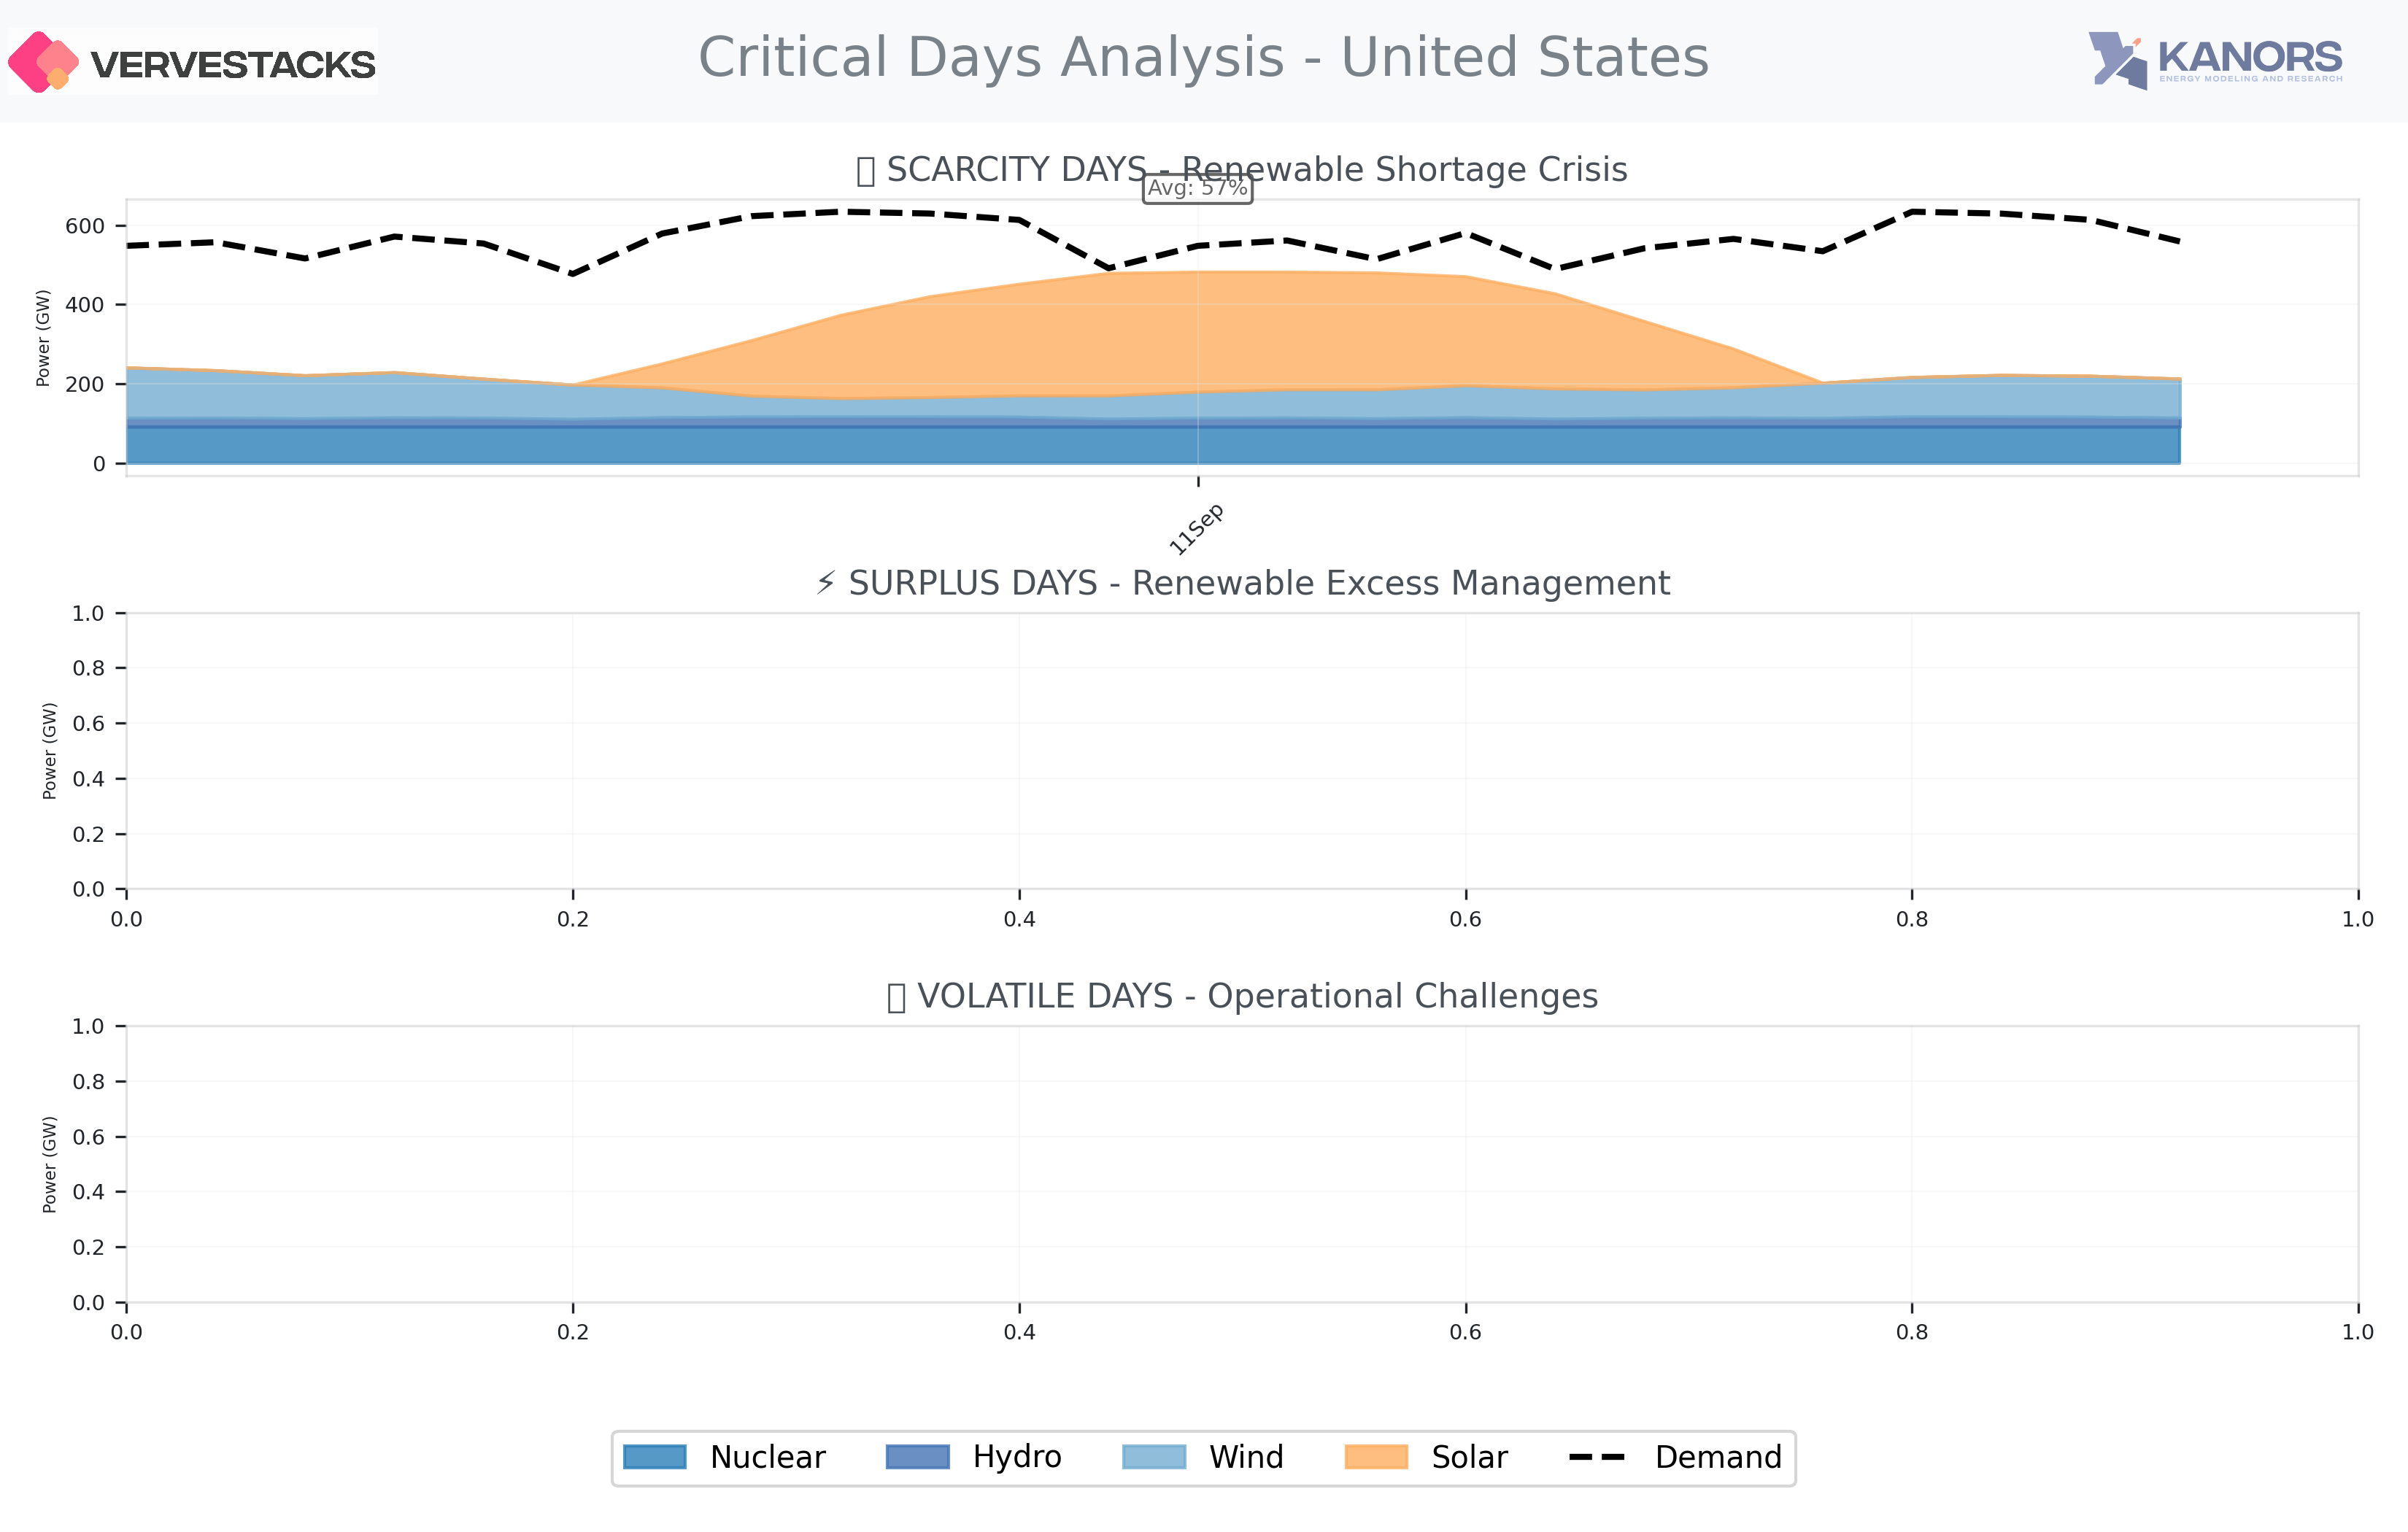 VERVESTACKS
Critical Days Analysis - United States
KANORS
ENERGY MODELING AND RESEARCH
SCARCITY DAYS - Renewable Shortage Crisis
Avg: 57%
600
400
200
0
Power (GW)
11Sep
⚡ SURPLUS DAYS - Renewable Excess Management
1.0
0.8
0.6
0.4
0.2
0.0
Power (GW)
0.0 0.2 0.4 0.6 0.8 1.0
VOLATILE DAYS - Operational Challenges
1.0
0.8
0.6
0.4
0.2
0.0
Power (GW)
0.0 0.2 0.4 0.6 0.8 1.0
Nuclear Hydro Wind Solar Demand